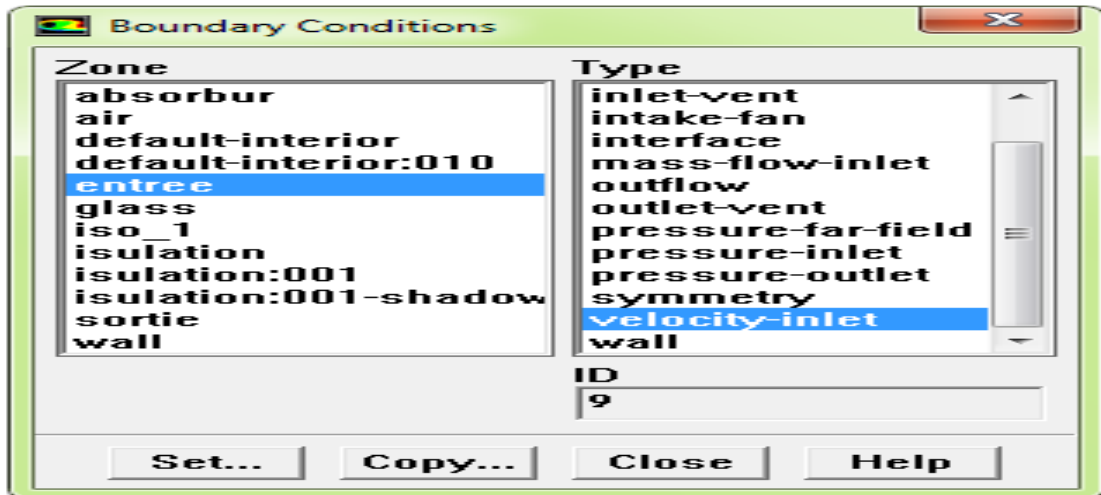 Boundary Conditions
Zone
absorbur
air
default-interior
default-interior:010
entree
glass
iso_1
isulation
isulation:001
isulation:001-shadow
sortie
wall
Type
inlet-vent
intake-fan
interface
mass-flow-inlet
outflow
outlet-vent
pressure-far-field
pressure-inlet
pressure-outlet
symmetry
velocity-inlet
wall
ID
9
Set... Copy... Close Help